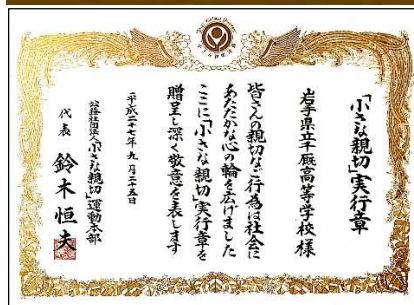 「小さな親切」実行章
岩手県立千厩高等学校様
皆さんの親切なご行為は社会に
あたたかな心の輪を広げました
ここに「小さな親切」実行章を
贈呈し深く敬意を表します
平成二十七年九月二十五日
公益社団法人「小さな親切」運動本部
代表 鈴木恒夫